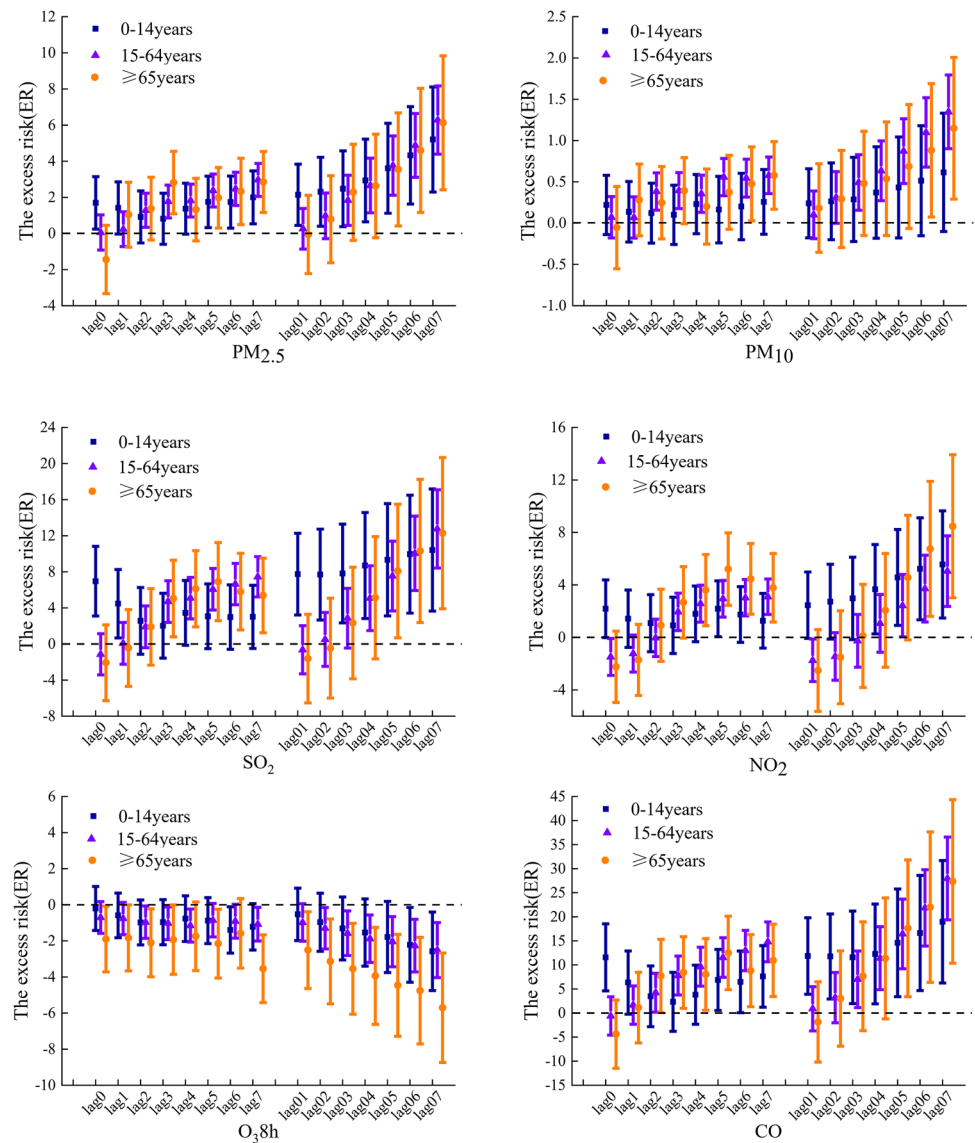 The excess risk(ER)
12
10
8
6
4
2
0
-2
-4
0-14years
15-64years
≥65years
lag0 lag1 lag2 lag3 lag4 lag5 lag6 lag7 lag01 lag02 lag03 lag04 lag05 lag06 lag07
PM2.5
The excess risk(ER)
2.5
2.0
1.5
1.0
0.5
0.0
-0.5
-1.0
0-14years
15-64years
≥65years
lag0 lag1 lag2 lag3 lag4 lag5 lag6 lag7 lag01 lag02 lag03 lag04 lag05 lag06 lag07
PM10
The excess risk(ER)
24
20
16
12
8
4
0
-4
-8
0-14years
15-64years
≥65years
lag0 lag1 lag2 lag3 lag4 lag5 lag6 lag7 lag01 lag02 lag03 lag04 lag05 lag06 lag07
SO2
The excess risk(ER)
16
12
8
4
0
-4
0-14years
15-64years
≥65years
lag0 lag1 lag2 lag3 lag4 lag5 lag6 lag7 lag01 lag02 lag03 lag04 lag05 lag06 lag07
NO2
The excess risk(ER)
6
4
2
0
-2
-4
-6
-8
-10
0-14years
15-64years
≥65years
lag0 lag1 lag2 lag3 lag4 lag5 lag6 lag7 lag01 lag02 lag03 lag04 lag05 lag06 lag07
O38h
The excess risk(ER)
45
40
35
30
25
20
15
10
5
0
-5
-10
-15
0-14years
15-64years
≥65years
lag0 lag1 lag2 lag3 lag4 lag5 lag6 lag7 lag01 lag02 lag03 lag04 lag05 lag06 lag07
CO